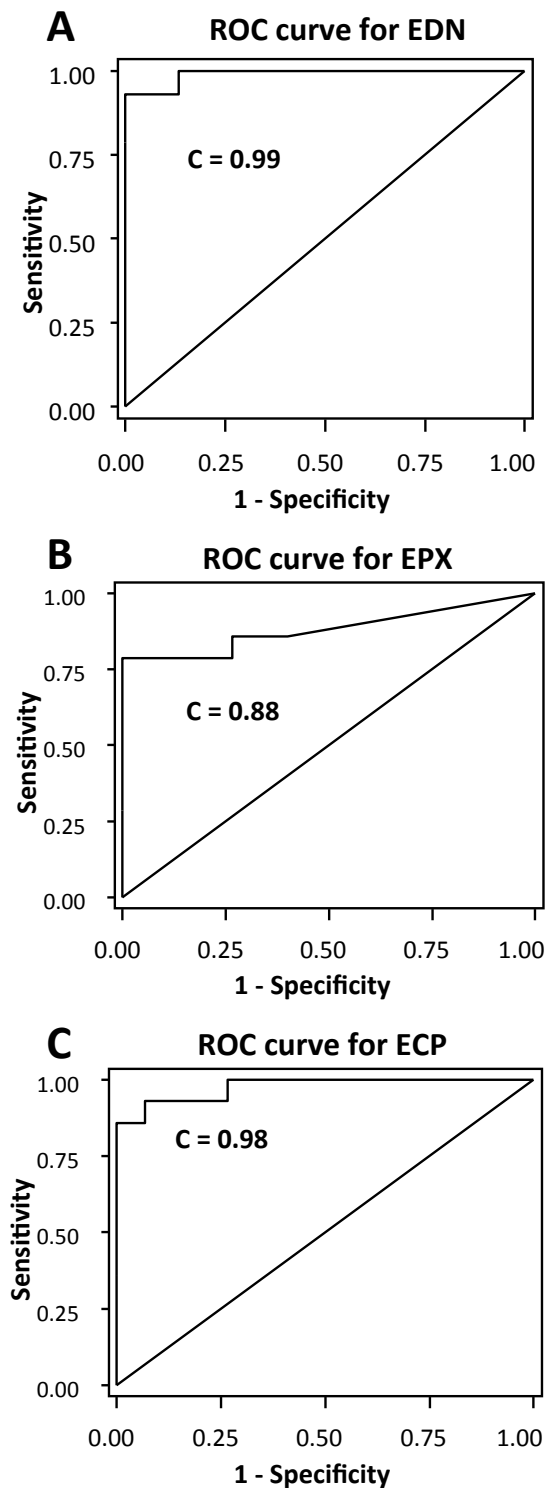 A
ROC curve for EDN
1.00
0.75
0.50
0.25
0.00
Sensitivity
C = 0.99
0.00 0.25 0.50 0.75 1.00
1 - Specificity
B
ROC curve for EPX
1.00
0.75
0.50
0.25
0.00
Sensitivity
C = 0.88
0.00 0.25 0.50 0.75 1.00
1 - Specificity
C
ROC curve for ECP
1.00
0.75
0.50
0.25
0.00
Sensitivity
C = 0.98
0.00 0.25 0.50 0.75 1.00
1 - Specificity